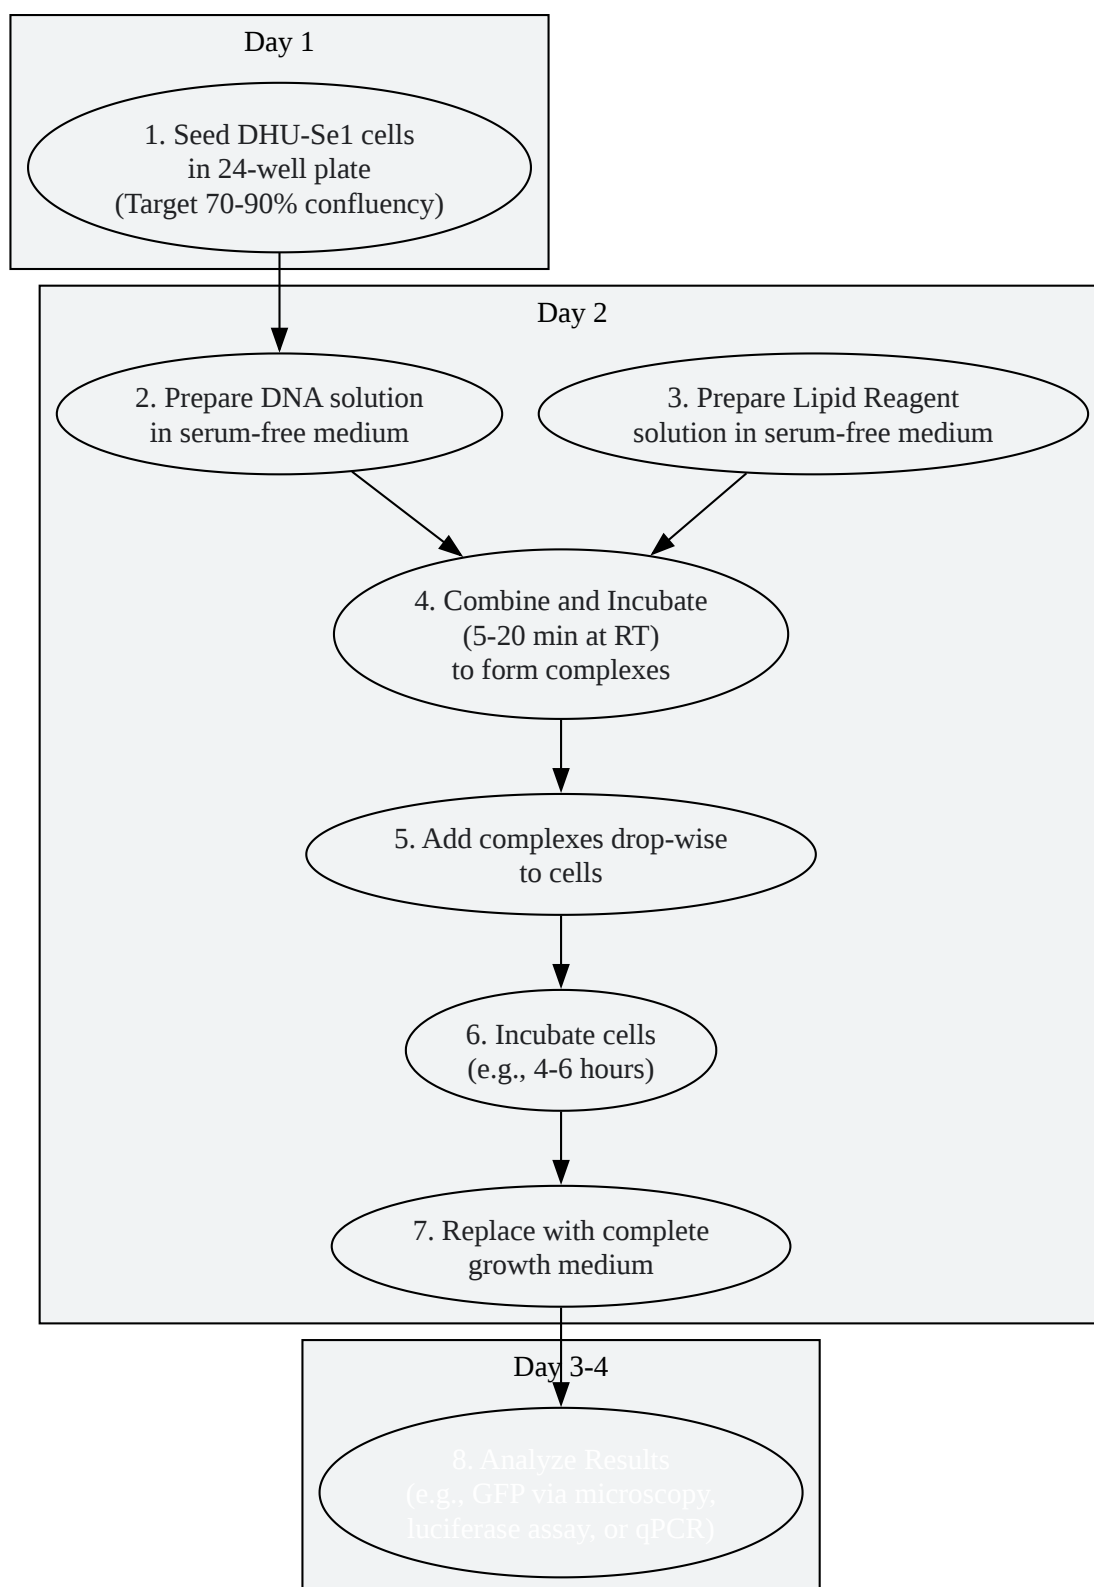 Day 1
1. Seed DHU-Se1 cells
in 24-well plate
(Target 70-90% confluency)
Day 2
2. Prepare DNA solution
in serum-free medium
3. Prepare Lipid Reagent
solution in serum-free medium
4. Combine and Incubate
(5-20 min at RT)
to form complexes
5. Add complexes drop-wise
to cells
6. Incubate cells
(e.g., 4-6 hours)
7. Replace with complete
growth medium
Day 3-4
8. Analyze Results
(e.g., GFP via microscopy,
luciferase assay, or qPCR)